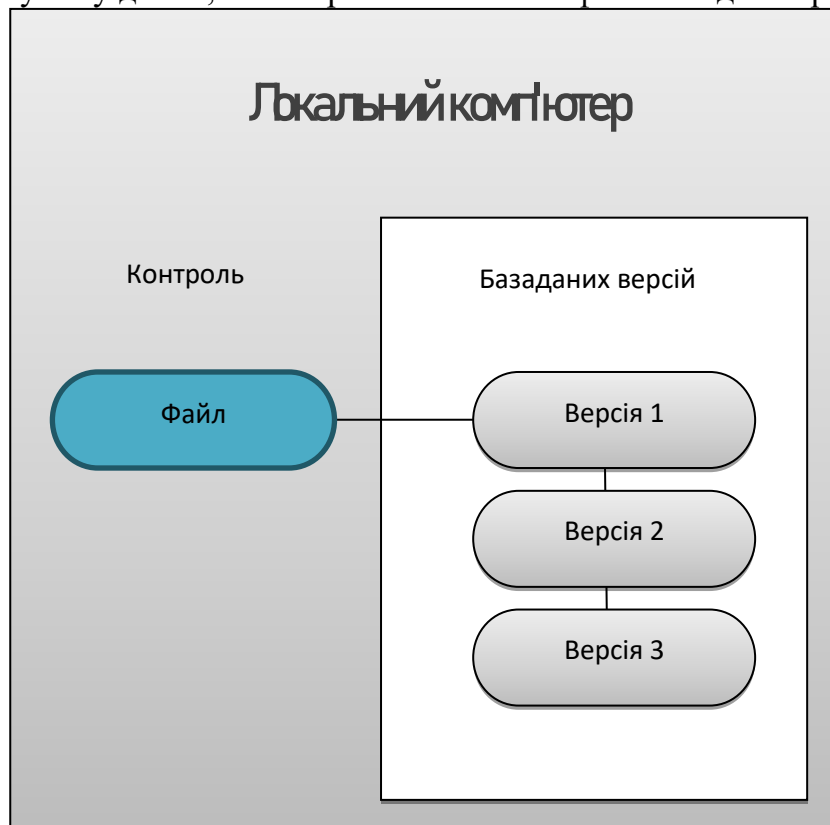 Локальний комп'ютер
Контроль
Базаданих версій
Файл
Версія 1
Версія 2
Версія 3